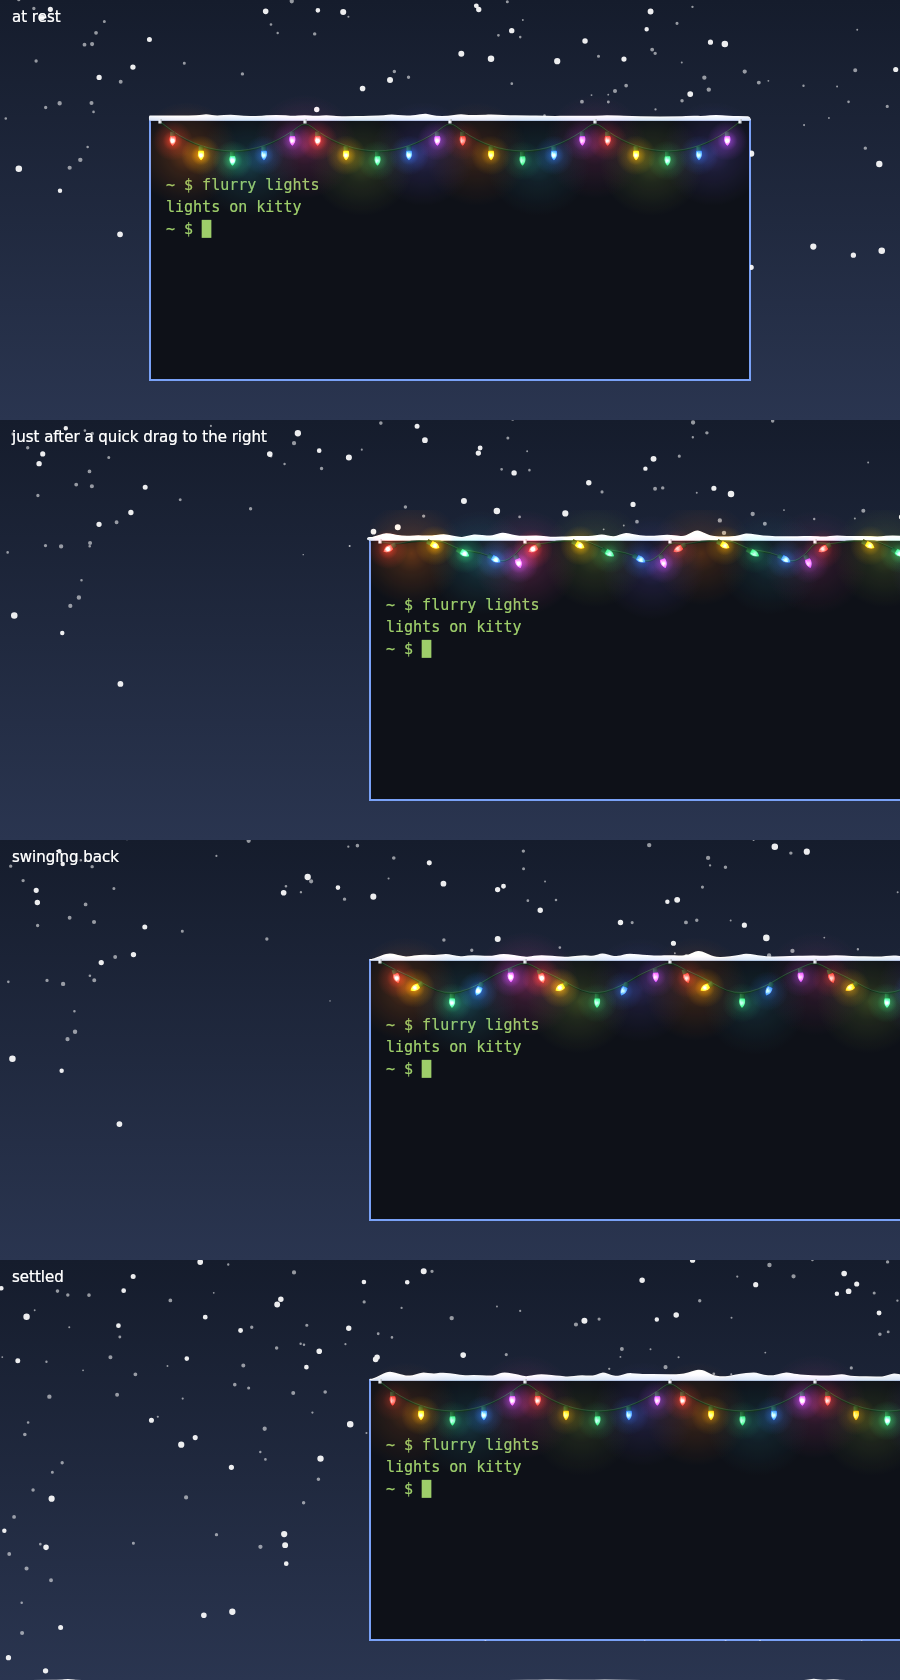 at rest
~ $ flurry lights
lights on kitty
~ $
just after a quick drag to the right
~ $ flurry lights
lights on kitty
~ $
swinging back
~ $ flurry lights
lights on kitty
~ $
settled
~ $ flurry lights
lights on kitty
~ $